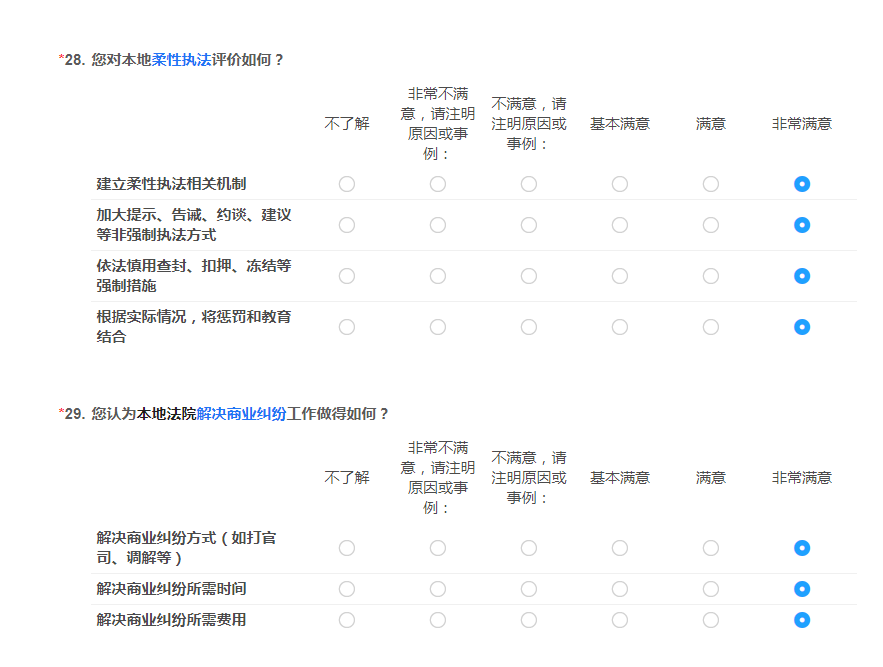 *28. 您对本地柔性执法评价如何？
不了解
非常不满
意，请注明
原因或事
例：
不满意，请
注明原因或
事例：
基本满意
满意
非常满意
建立柔性执法相关机制
加大提示、告诫、约谈、建议
等非强制执法方式
依法慎用查封、扣押、冻结等
强制措施
根据实际情况，将惩罚和教育
结合
*29. 您认为本地法院解决商业纠纷工作做得如何？
不了解
非常不满
意，请注明
原因或事
例：
不满意，请
注明原因或
事例：
基本满意
满意
非常满意
解决商业纠纷方式（如打官
司、调解等）
解决商业纠纷所需时间
解决商业纠纷所需费用